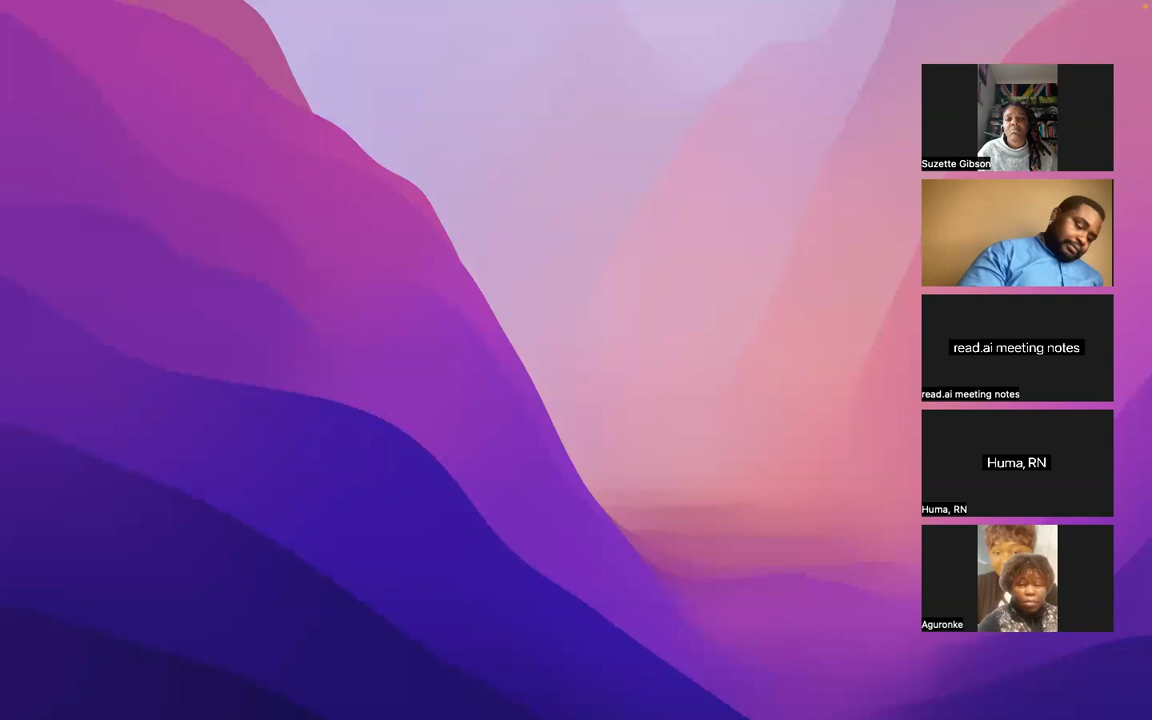 Suzette Gibson
read.ai meeting notes
read.ai meeting notes
Huma, RN
Huma, RN
Aguronke